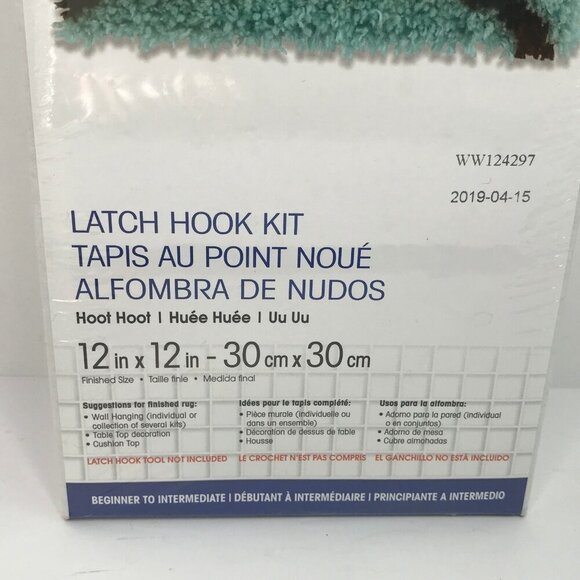 WW124297
2019-04-15
LATCH HOOK KIT
TAPIS AU POINT NOUÉ
ALFOMBRA DE NUDOS
Hoot Hoot | Huée Huée | Uu Uu
12 in x 12 in - 30 cm x 30 cm
Finished Size • Taille finie • Medida final
Suggestions for finished rug:
• Wall Hanging (individual or
collection of several kits)
• Table Top decoration
• Cushion Top
Idées pour le tapis complété:
• Pièce murale (individuelle ou
dans un ensemble)
• Décoration de dessus de table
• Housse
Usos para la alfombra:
• Adorno para la pared (individual
o en conjuntos)
• Adorno de mesa
• Cubre almohadas
LATCH HOOK TOOL NOT INCLUDED LE CROCHET N'EST PAS COMPRIS EL GANCHILLO NO ESTÁ INCLUIDO
BEGINNER TO INTERMEDIATE | DÉBUTANT À INTERMÉDIAIRE | PRINCIPIANTE A INTERMEDIO